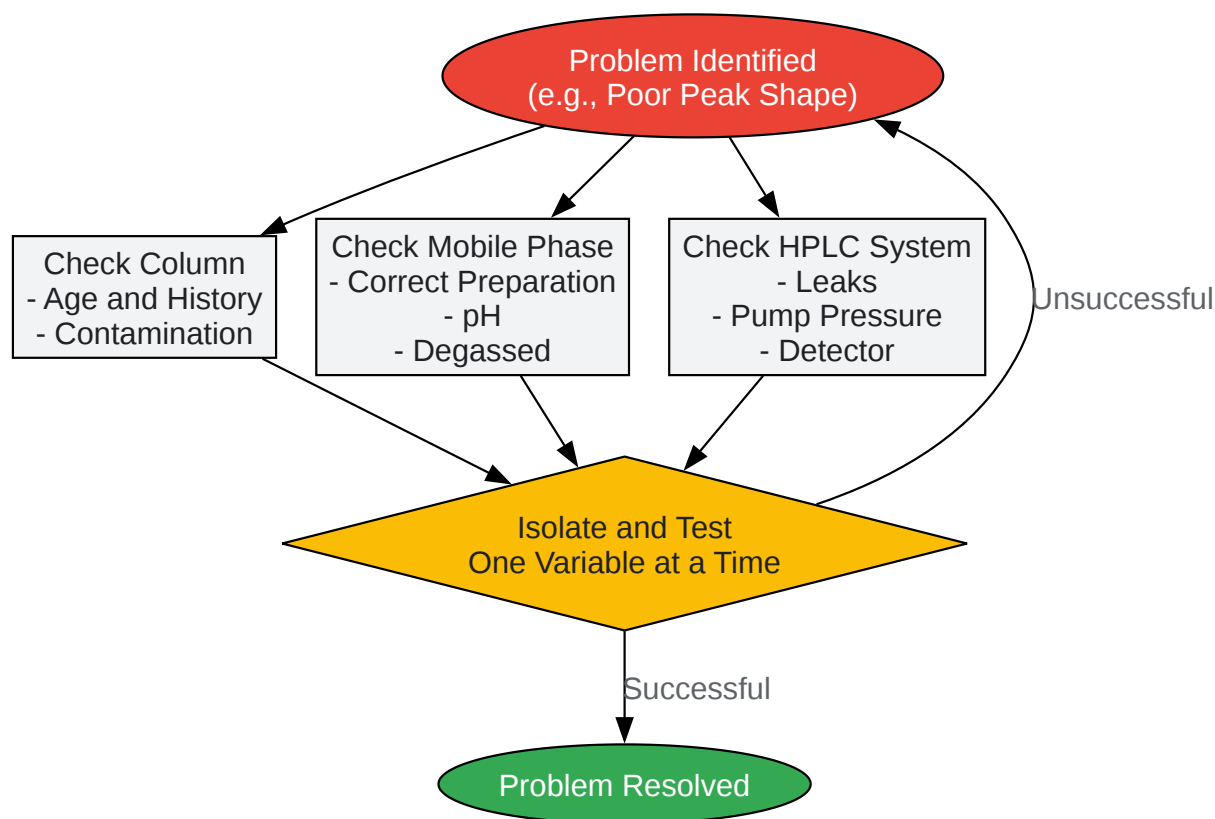 Problem Identified
(e.g., Poor Peak Shape)
Check Column
- Age and History
- Contamination
Check Mobile Phase
- Correct Preparation
- pH
- Degassed
Check HPLC System
- Leaks
- Pump Pressure
- Detector
Unsuccessful
Isolate and Test
One Variable at a Time
Successful
Problem Resolved